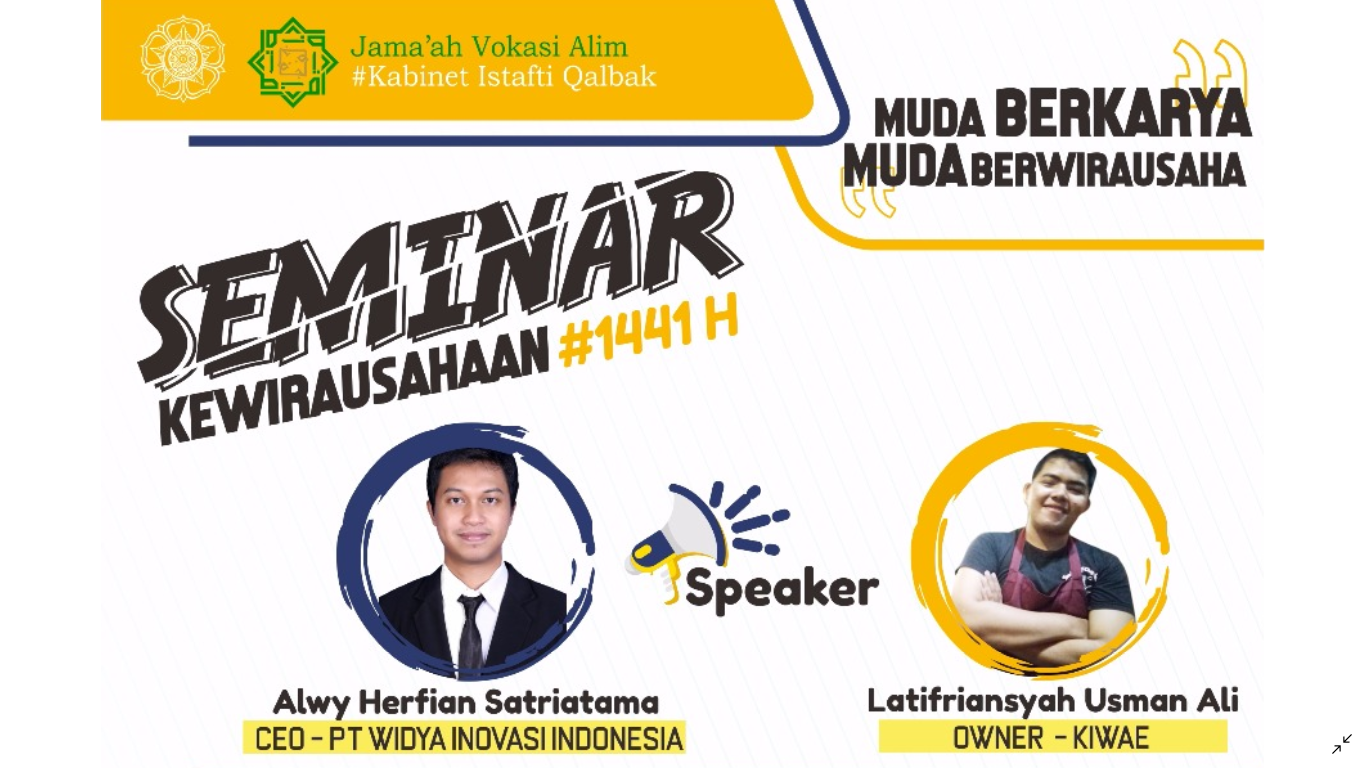 Jama'ah Vokasi Alim
#Kabinet Istafti Qalbak
MUDA BERKARYA
MUDA BERWIRAUSAHA
SEMINAR
KEWIRAUSAHAAN #1441 H
Speaker
Alwy Herfian Satriatama
CEO - PT WIDYA INOVASI INDONESIA
Latifriansyah Usman Ali
OWNER - KIWAE